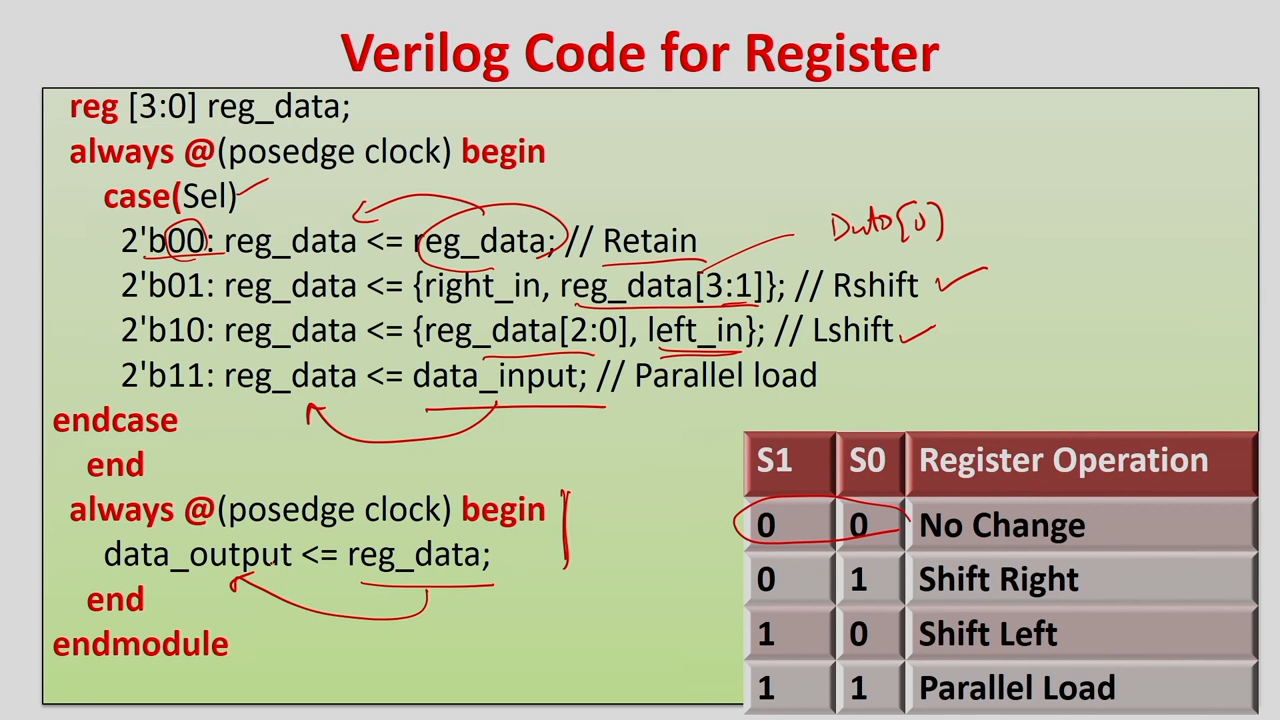 Verilog Code for Register
reg [3:0] reg_data;
always @(posedge clock) begin
case(Sel)
2'b00: reg_data <= reg_data; // Retain
Data[0]
2'b01: reg_data <= {right_in, reg_data[3:1]}; // Rshift
2'b10: reg_data <= {reg_data[2:0], left_in}; // Lshift
2'b11: reg_data <= data_input; // Parallel load
endcase
end
always @(posedge clock) begin
data_output <= reg_data;
end
endmodule
S1 S0 Register Operation
0 0 No Change
0 1 Shift Right
1 0 Shift Left
1 1 Parallel Load